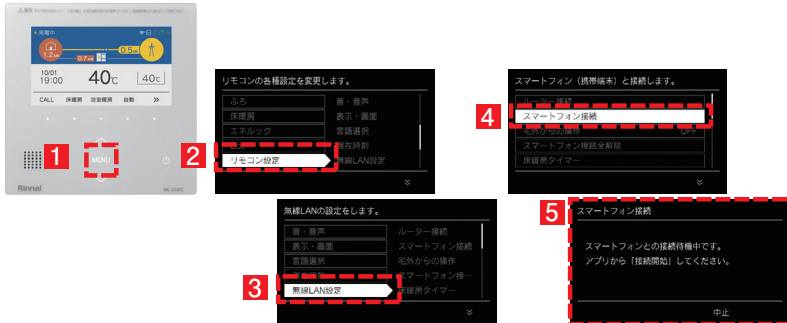 発電中
1.2
0.5
0.7
10/01
19:00
40℃
40℃
CALL
床暖房
浴室暖房
自動
1
MENU
Rinnai
2
リモコンの各種設定を変更します。
ふろ
床暖房
エネルック
リモコン設定
音・音声
表示・画面
言語選択
現在時刻
無線LAN設定
3
無線LANの設定をします。
音・音声
表示・画面
言語選択
現在時刻
無線LAN設定
ルーター接続
スマートフォン接続
宅外からの操作
スマートフォン接…
床暖房タイマー
4
スマートフォン（携帯端末）と接続します。
ルーター接続
スマートフォン接続
宅外からの操作 OFF
スマートフォン接続全解除
床暖房タイマー
5
スマートフォン接続
スマートフォンとの接続待機中です。
アプリから「接続開始」してください。
中止